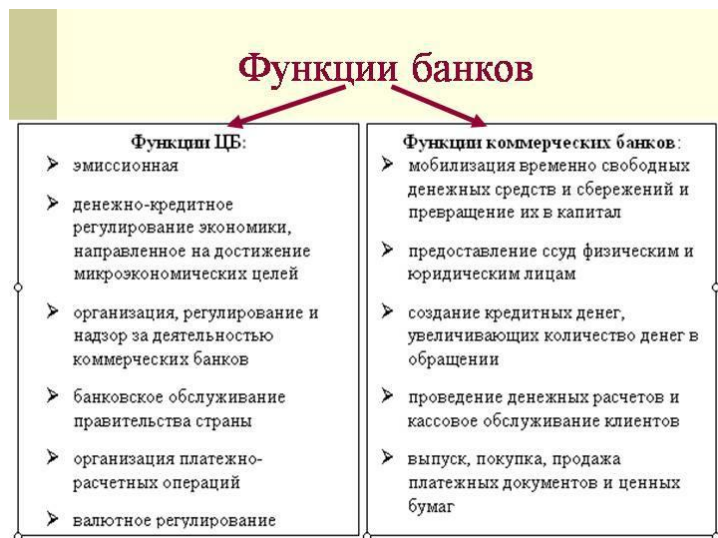 Функции банков
Функции ЦБ:
эмиссионная
денежно-кредитное
регулирование экономики,
направленное на достижение
микроэкономических целей
организация, регулирование и
надзор за деятельностью
коммерческих банков
банковское обслуживание
правительства страны
организация платежно-
расчетных операций
валютное регулирование
Функции коммерческих банков:
мобилизация временно свободных
денежных средств и сбережений и
превращение их в капитал
предоставление ссуд физическим и
юридическим лицам
создание кредитных денег,
увеличивающих количество денег в
обращении
проведение денежных расчетов и
кассовое обслуживание клиентов
выпуск, покупка, продажа
платежных документов и ценных
бумаг